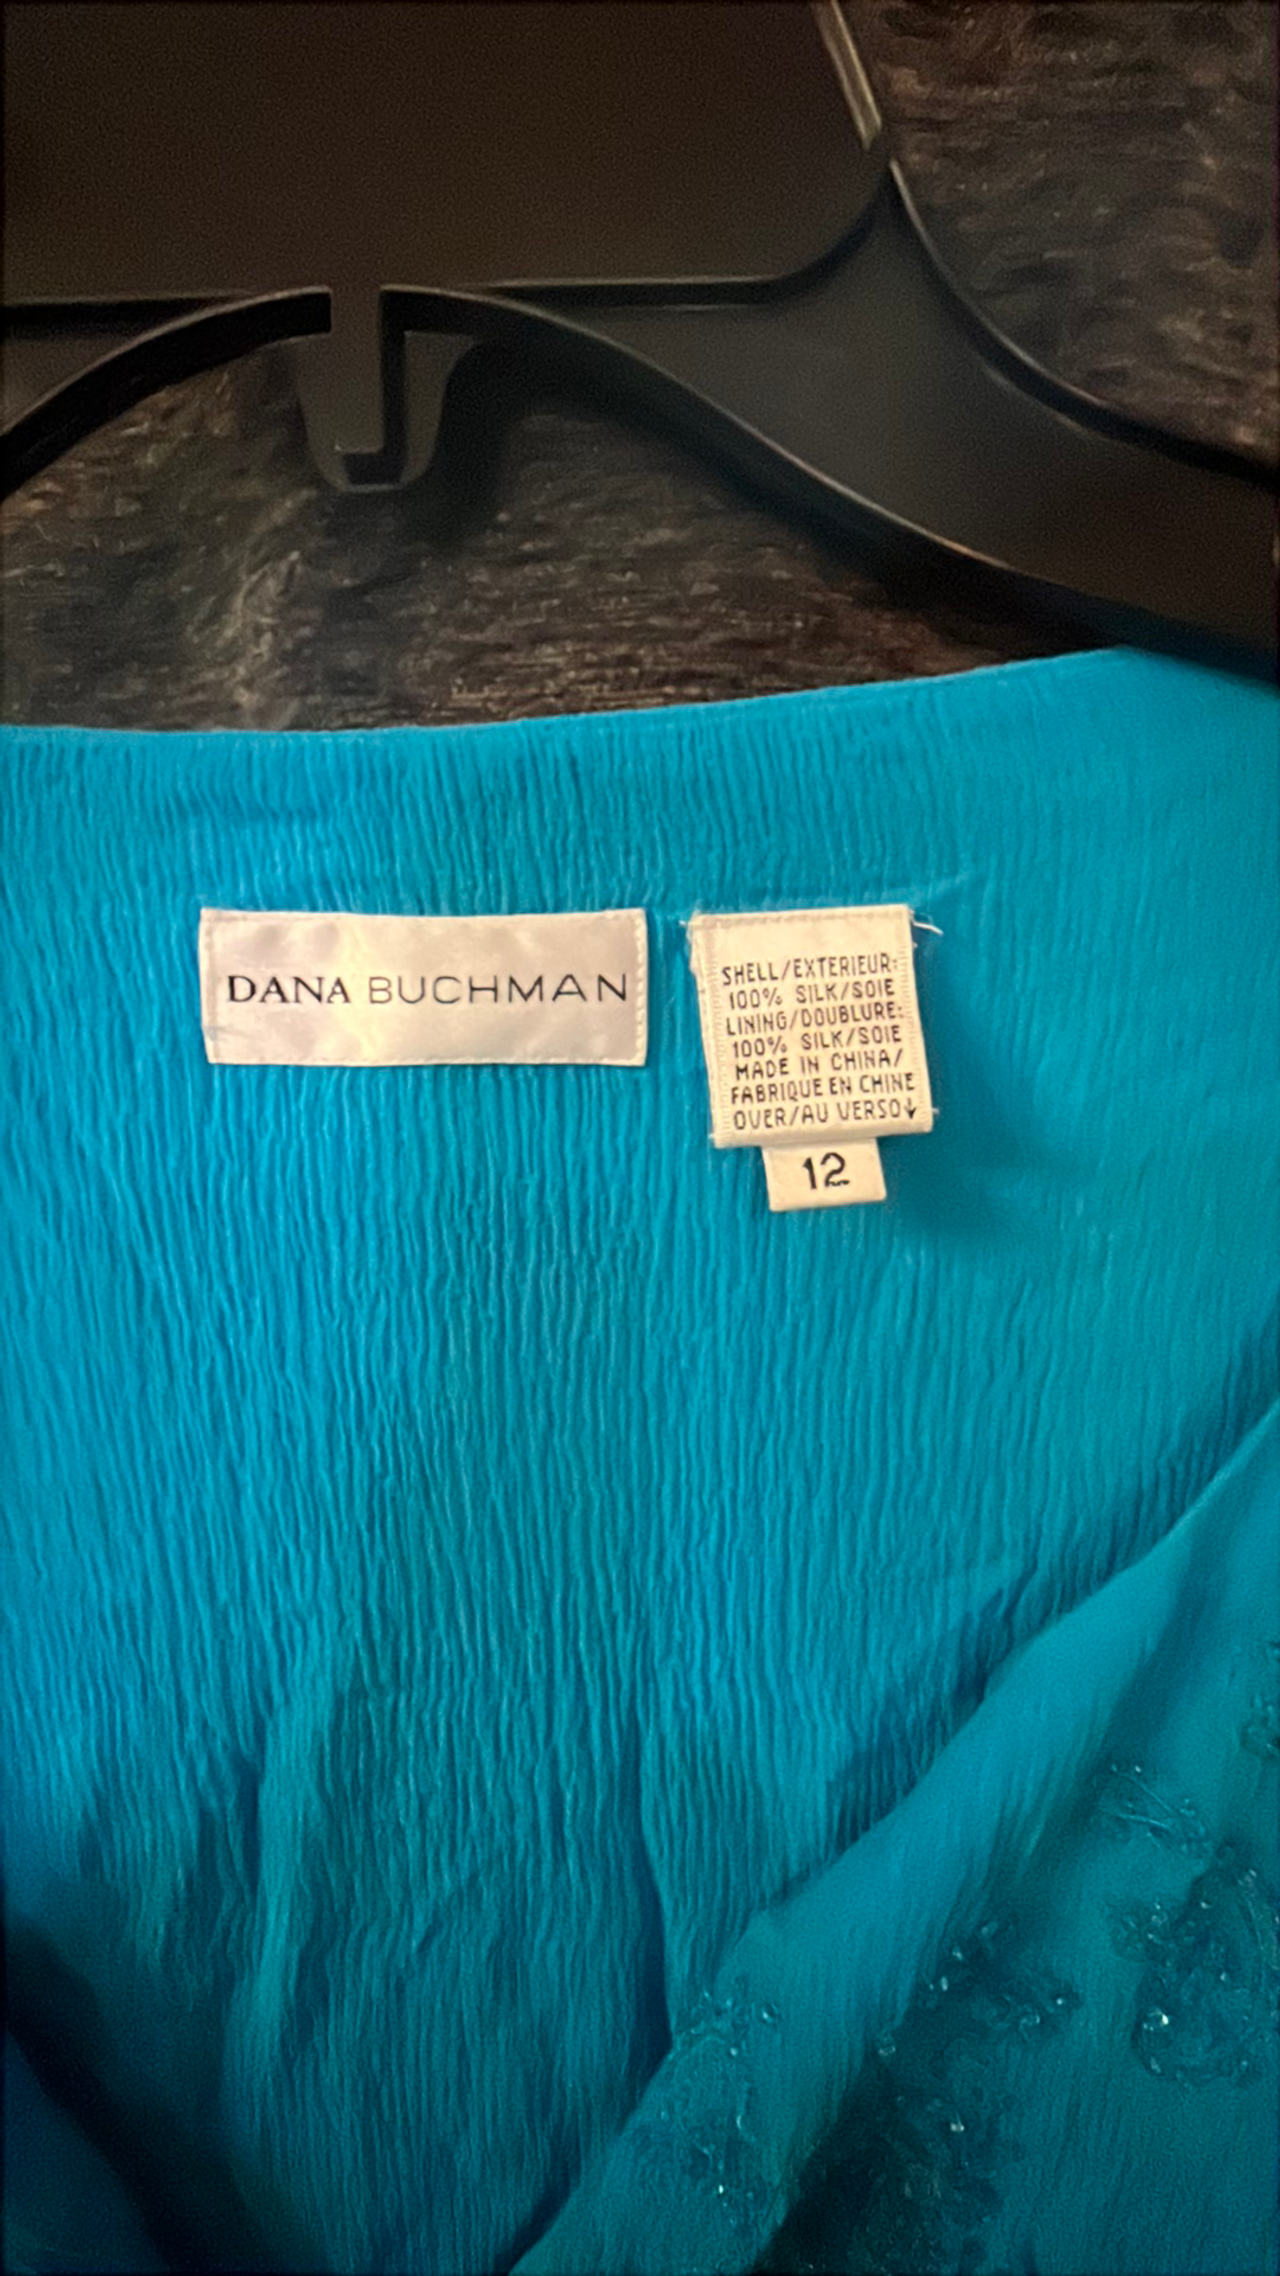 DANA BUCHMAN
SHELL/EXTERIEUR:
100% SILK/SOIE
LINING/DOUBLURE:
100% SILK/SOIE
MADE IN CHINA/
FABRIQUE EN CHINE
OVER/AU VERSO↓
12